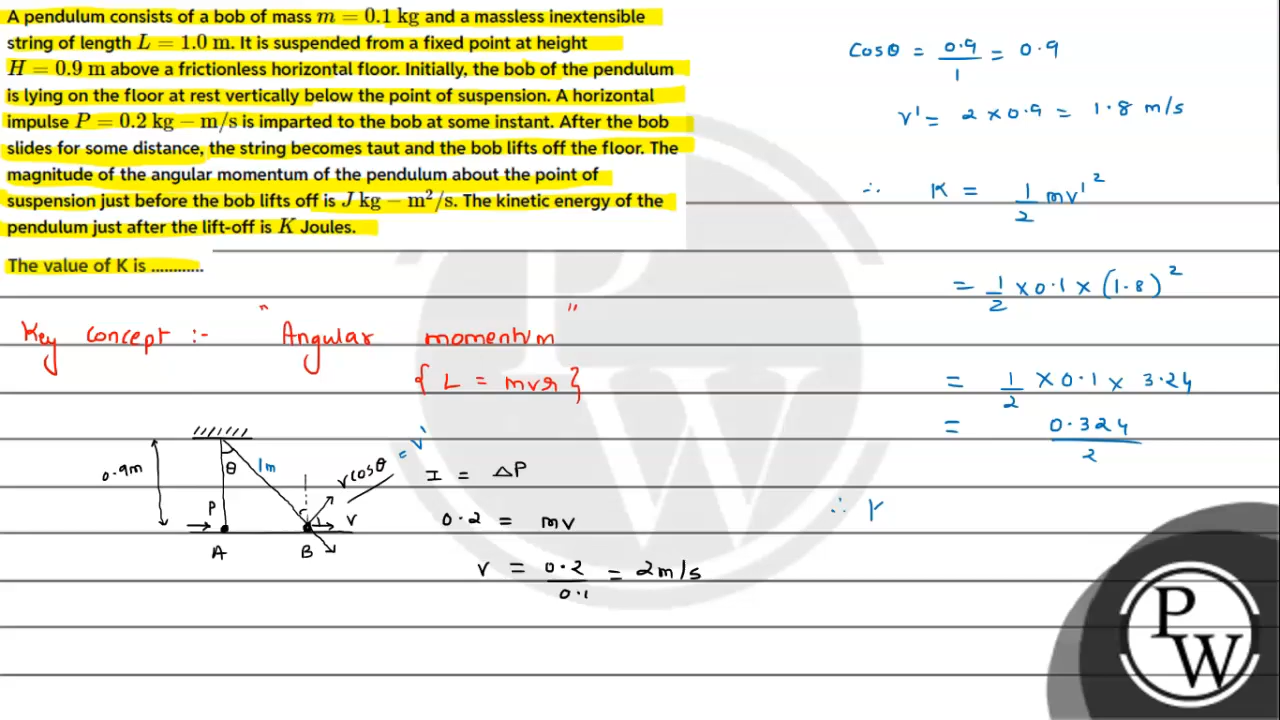 A pendulum consists of a bob of mass m = 0.1 kg and a massless inextensible
string of length L = 1.0 m. It is suspended from a fixed point at height
H = 0.9 m above a frictionless horizontal floor. Initially, the bob of the pendulum
is lying on the floor at rest vertically below the point of suspension. A horizontal
impulse P = 0.2 kg − m/s is imparted to the bob at some instant. After the bob
slides for some distance, the string becomes taut and the bob lifts off the floor. The
magnitude of the angular momentum of the pendulum about the point of
suspension just before the bob lifts off is J kg − m²/s. The kinetic energy of the
pendulum just after the lift-off is K Joules.
The value of K is ............
Key concept :- "Angular momentum"
{ L = mvr }
0.9m
θ
1m
P
A
B
v
vcosθ = v'
I = ΔP
0.2 = mv
v = 0.2/0.1 = 2m/s
Cosθ = 0.9/1 = 0.9
v' = 2 × 0.9 = 1.8 m/s
∴ K = 1/2 mv'²
= 1/2 × 0.1 × (1.8)²
= 1/2 × 0.1 × 3.24
= 0.324/2
∴
P
W